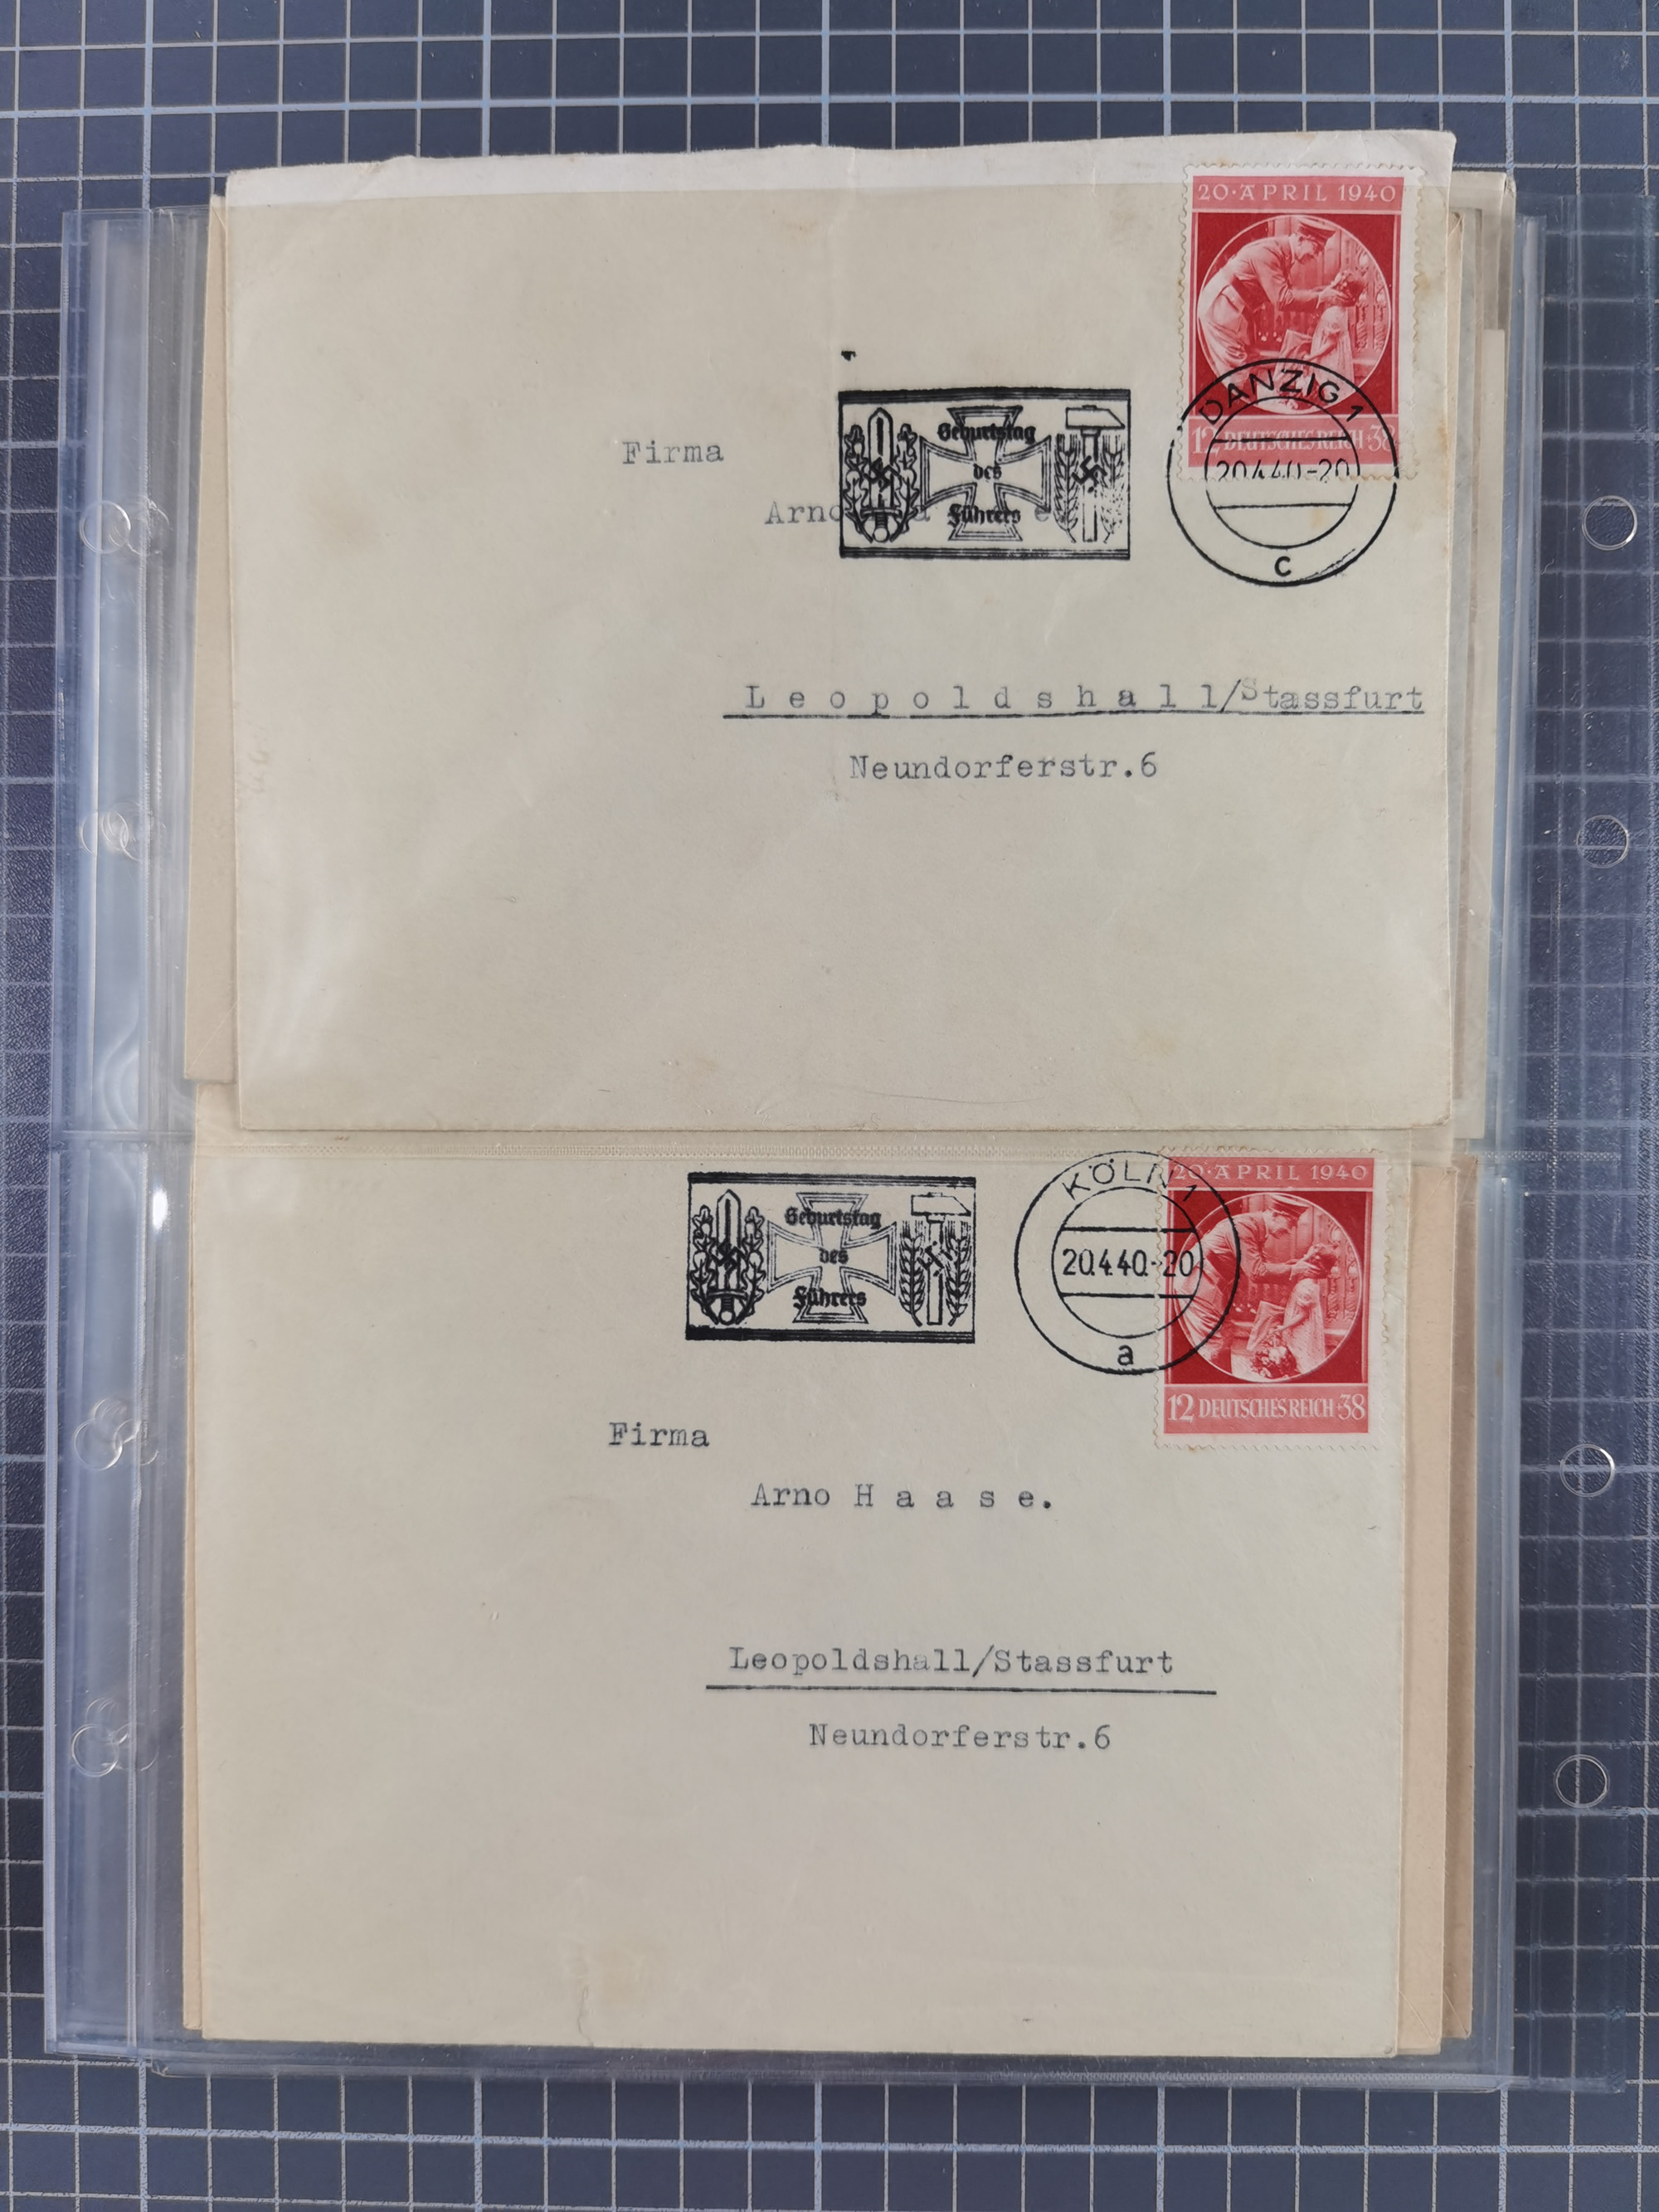 20·APRIL 1940
12 DEUTSCHES REICH 38
DANZIG 1
20.4.40-20
c
Geburtstag
des
Führers
Firma
Arno
e
Leopoldshall/Stassfurt
Neundorferstr.6
Geburtstag
des
Führers
KÖLN 1
20.4.40.-20
a
20·APRIL 1940
12 DEUTSCHES REICH 38
Firma
Arno H a a s e.
Leopoldshall/Stassfurt
Neundorferstr.6